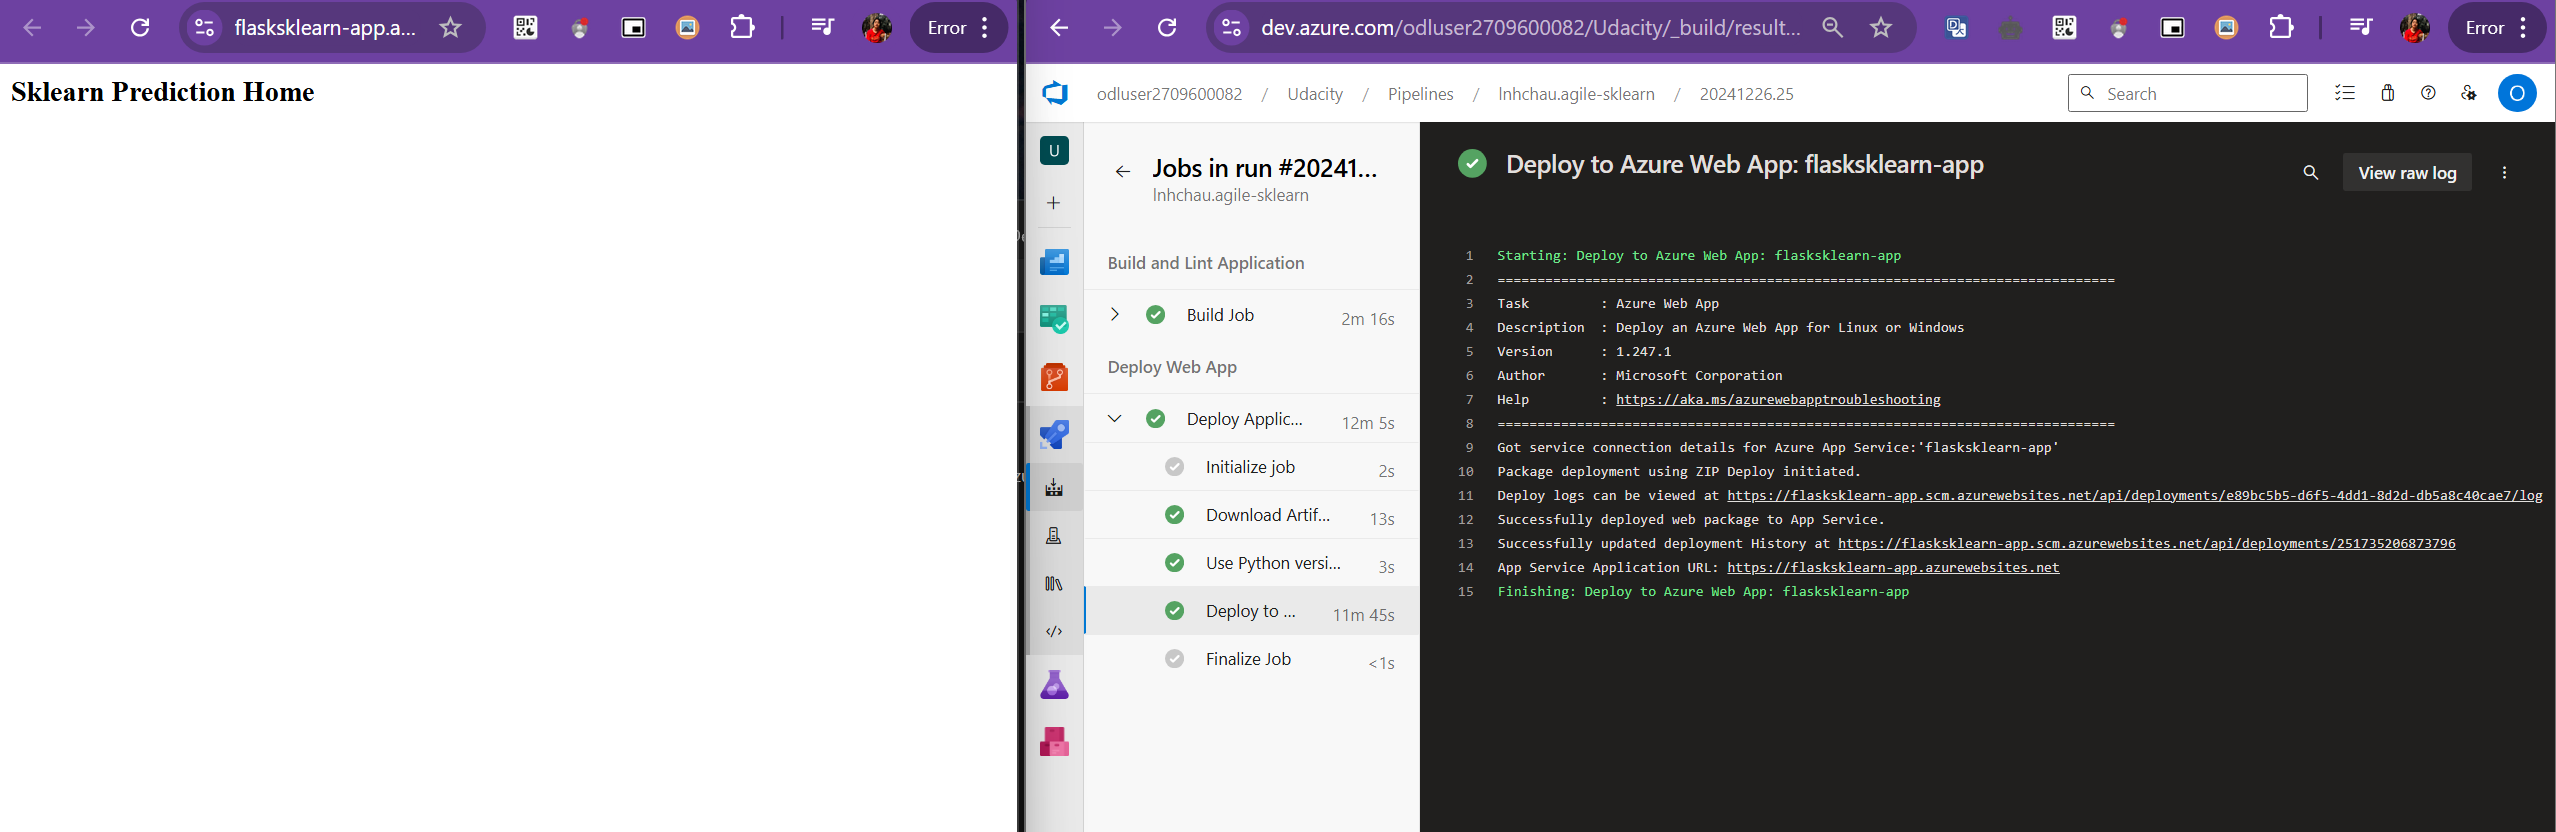 flasksklearn-app.a...
Error
Sklearn Prediction Home
dev.azure.com/odluser2709600082/Udacity/_build/result...
Error
odluser2709600082 / Udacity / Pipelines / lnhchau.agile-sklearn / 20241226.25
Search
O
U
Jobs in run #20241...
lnhchau.agile-sklearn
Build and Lint Application
Build Job 2m 16s
Deploy Web App
Deploy Applic... 12m 5s
Initialize job 2s
Download Artif... 13s
Use Python versi... 3s
Deploy to ... 11m 45s
Finalize Job <1s
Deploy to Azure Web App: flasksklearn-app
View raw log
1 Starting: Deploy to Azure Web App: flasksklearn-app
2 ==============================================================================
3 Task : Azure Web App
4 Description : Deploy an Azure Web App for Linux or Windows
5 Version : 1.247.1
6 Author : Microsoft Corporation
7 Help : https://aka.ms/azurewebapptroubleshooting
8 ==============================================================================
9 Got service connection details for Azure App Service:'flasksklearn-app'
10 Package deployment using ZIP Deploy initiated.
11 Deploy logs can be viewed at https://flasksklearn-app.scm.azurewebsites.net/api/deployments/e89bc5b5-d6f5-4dd1-8d2d-db5a8c40cae7/log
12 Successfully deployed web package to App Service.
13 Successfully updated deployment History at https://flasksklearn-app.scm.azurewebsites.net/api/deployments/251735206873796
14 App Service Application URL: https://flasksklearn-app.azurewebsites.net
15 Finishing: Deploy to Azure Web App: flasksklearn-app